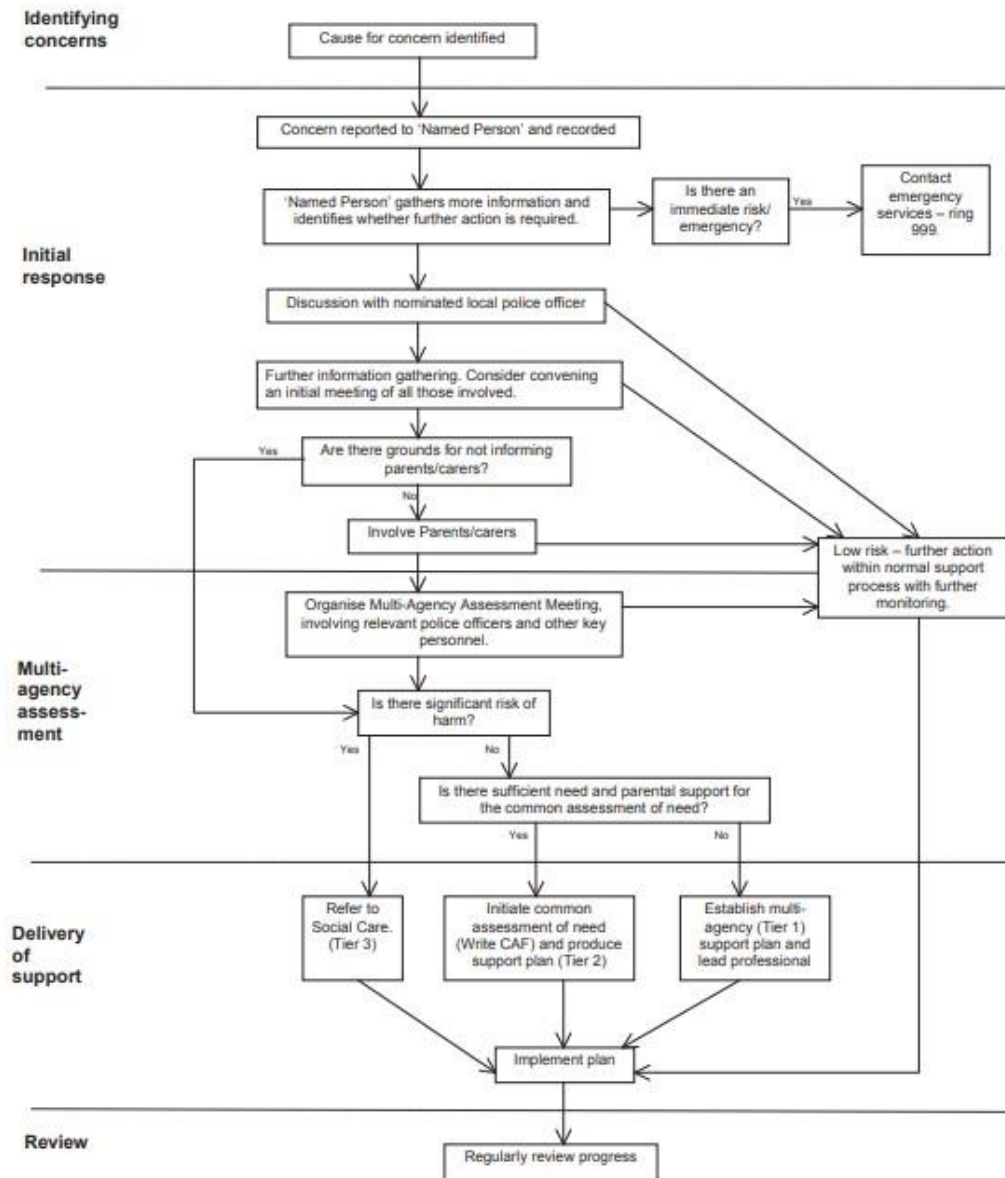 Identifying
concerns
Cause for concern identified
Concern reported to ‘Named Person’ and recorded
‘Named Person’ gathers more information and
identifies whether further action is required.
Is there an
immediate risk/
emergency?
Yes
Contact
emergency
services – ring
999.
Initial
response
Discussion with nominated local police officer
Further information gathering. Consider convening
an initial meeting of all those involved.
Yes
Are there grounds for not informing
parents/carers?
No
Involve Parents/carers
Low risk – further action
within normal support
process with further
monitoring.
Organise Multi-Agency Assessment Meeting,
involving relevant police officers and other key
personnel.
Multi-
agency
assess-
ment
Is there significant risk of
harm?
Yes
No
Is there sufficient need and parental support for
the common assessment of need?
Yes
No
Delivery
of
support
Refer to
Social Care.
(Tier 3)
Initiate common
assessment of need
(Write CAF) and produce
support plan (Tier 2)
Establish multi-
agency (Tier 1)
support plan and
lead professional
Implement plan
Review
Regularly review progress